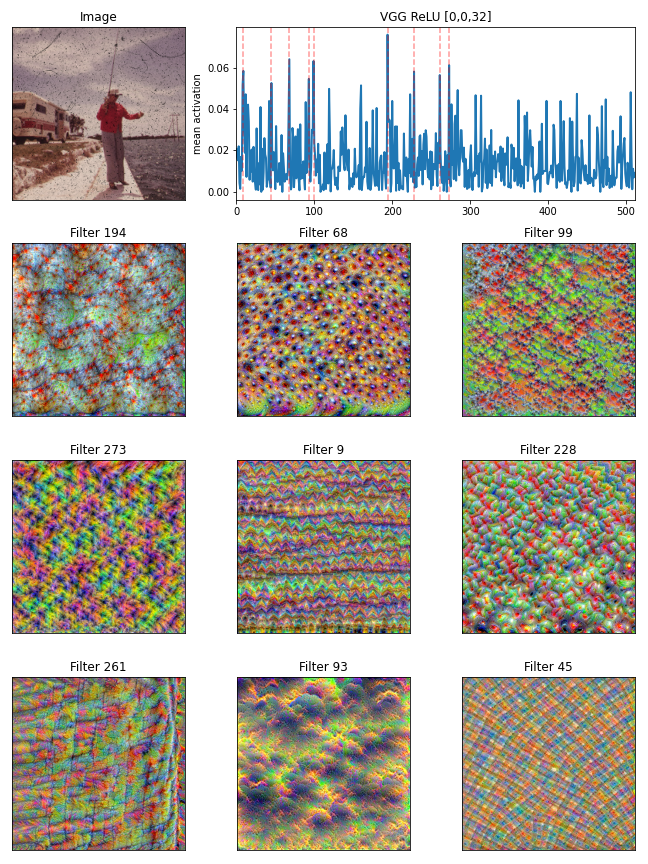 Image
VGG ReLU [0,0,32]
mean activation
0.06
0.04
0.02
0.00
0
100
200
300
400
500
Filter 194
Filter 68
Filter 99
Filter 273
Filter 9
Filter 228
Filter 261
Filter 93
Filter 45